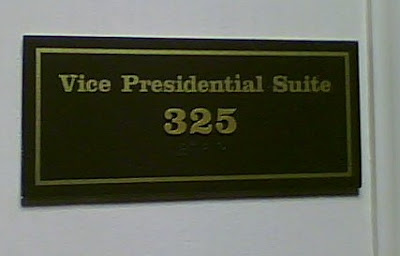 Vice Presidential Suite
325